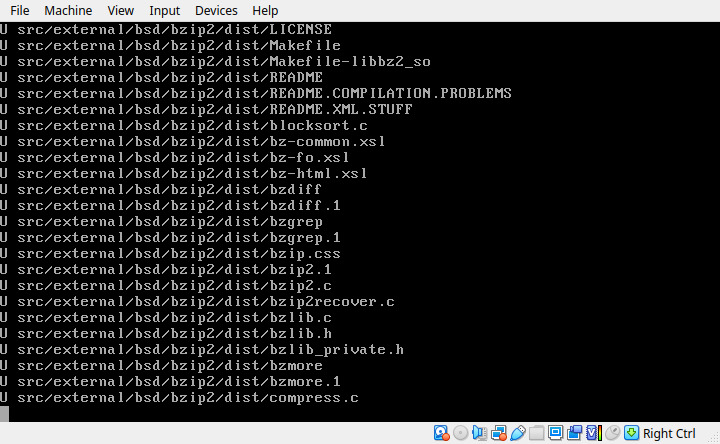 File Machine View Input Devices Help
U src/external/bsd/bzip2/dist/LICENSE
U src/external/bsd/bzip2/dist/Makefile
U src/external/bsd/bzip2/dist/Makefile-libbz2_so
U src/external/bsd/bzip2/dist/README
U src/external/bsd/bzip2/dist/README.COMPILATION.PROBLEMS
U src/external/bsd/bzip2/dist/README.XML.STUFF
U src/external/bsd/bzip2/dist/blocksort.c
U src/external/bsd/bzip2/dist/bz-common.xsl
U src/external/bsd/bzip2/dist/bz-fo.xsl
U src/external/bsd/bzip2/dist/bz-html.xsl
U src/external/bsd/bzip2/dist/bzdiff
U src/external/bsd/bzip2/dist/bzdiff.1
U src/external/bsd/bzip2/dist/bzgrep
U src/external/bsd/bzip2/dist/bzgrep.1
U src/external/bsd/bzip2/dist/bzip.css
U src/external/bsd/bzip2/dist/bzip2.1
U src/external/bsd/bzip2/dist/bzip2.c
U src/external/bsd/bzip2/dist/bzip2recover.c
U src/external/bsd/bzip2/dist/bzlib.c
U src/external/bsd/bzip2/dist/bzlib.h
U src/external/bsd/bzip2/dist/bzlib_private.h
U src/external/bsd/bzip2/dist/bzmore
U src/external/bsd/bzip2/dist/bzmore.1
U src/external/bsd/bzip2/dist/compress.c
Right Ctrl